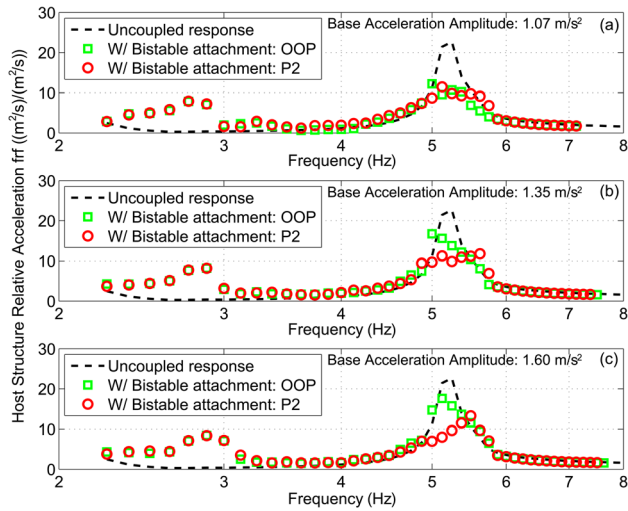 Host Structure Relative Acceleration frf ((m²/s)/(m²/s))
Uncoupled response
W/ Bistable attachment: OOP
W/ Bistable attachment: P2
Base Acceleration Amplitude: 1.07 m/s²
(a)
30
20
10
0
2 3 4 5 6 7 8
Frequency (Hz)
Uncoupled response
W/ Bistable attachment: OOP
W/ Bistable attachment: P2
Base Acceleration Amplitude: 1.35 m/s²
(b)
30
20
10
0
2 3 4 5 6 7 8
Frequency (Hz)
Uncoupled response
W/ Bistable attachment: OOP
W/ Bistable attachment: P2
Base Acceleration Amplitude: 1.60 m/s²
(c)
30
20
10
0
2 3 4 5 6 7 8
Frequency (Hz)